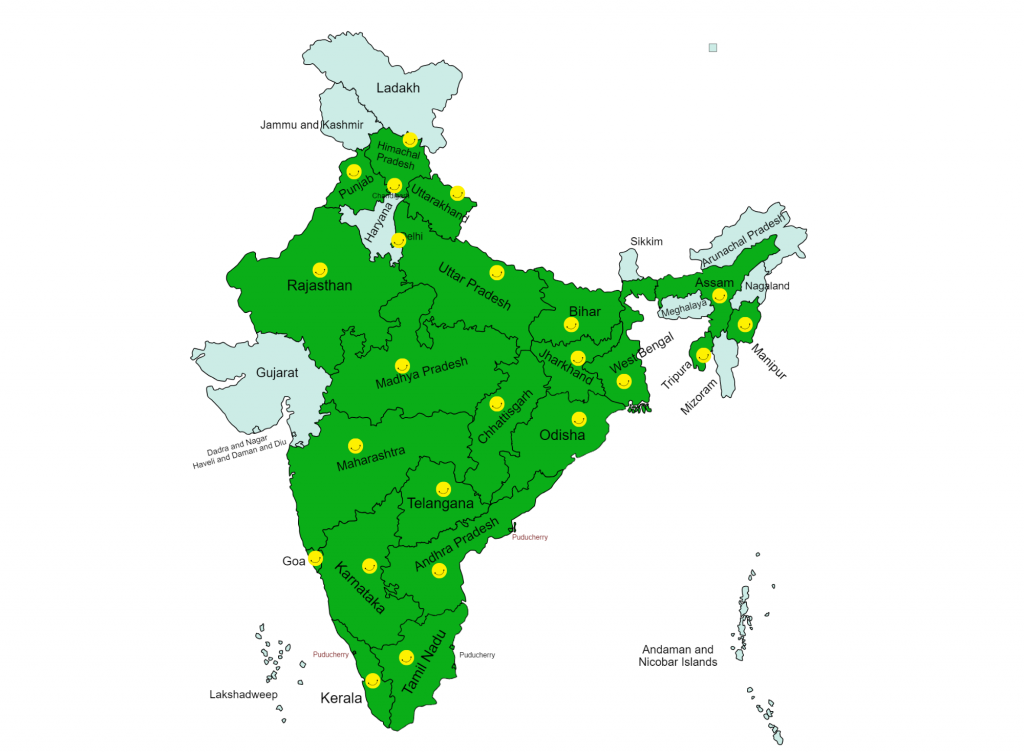 Ladakh
Jammu and Kashmir
Himachal
Pradesh
Punjab
Chandigarh
Uttarakhand
Haryana
Delhi
Sikkim
Arunachal Pradesh
Rajasthan
Uttar Pradesh
Assam
Nagaland
Bihar
Meghalaya
Gujarat
Madhya Pradesh
Jharkhand
West Bengal
Tripura
Mizoram
Manipur
Chhattisgarh
Odisha
Dadra and Nagar
Haveli and Daman and Diu
Maharashtra
Telangana
Andhra Pradesh
Puducherry
Goa
Karnataka
Puducherry
Tamil Nadu
Puducherry
Andaman and
Nicobar Islands
Lakshadweep
Kerala